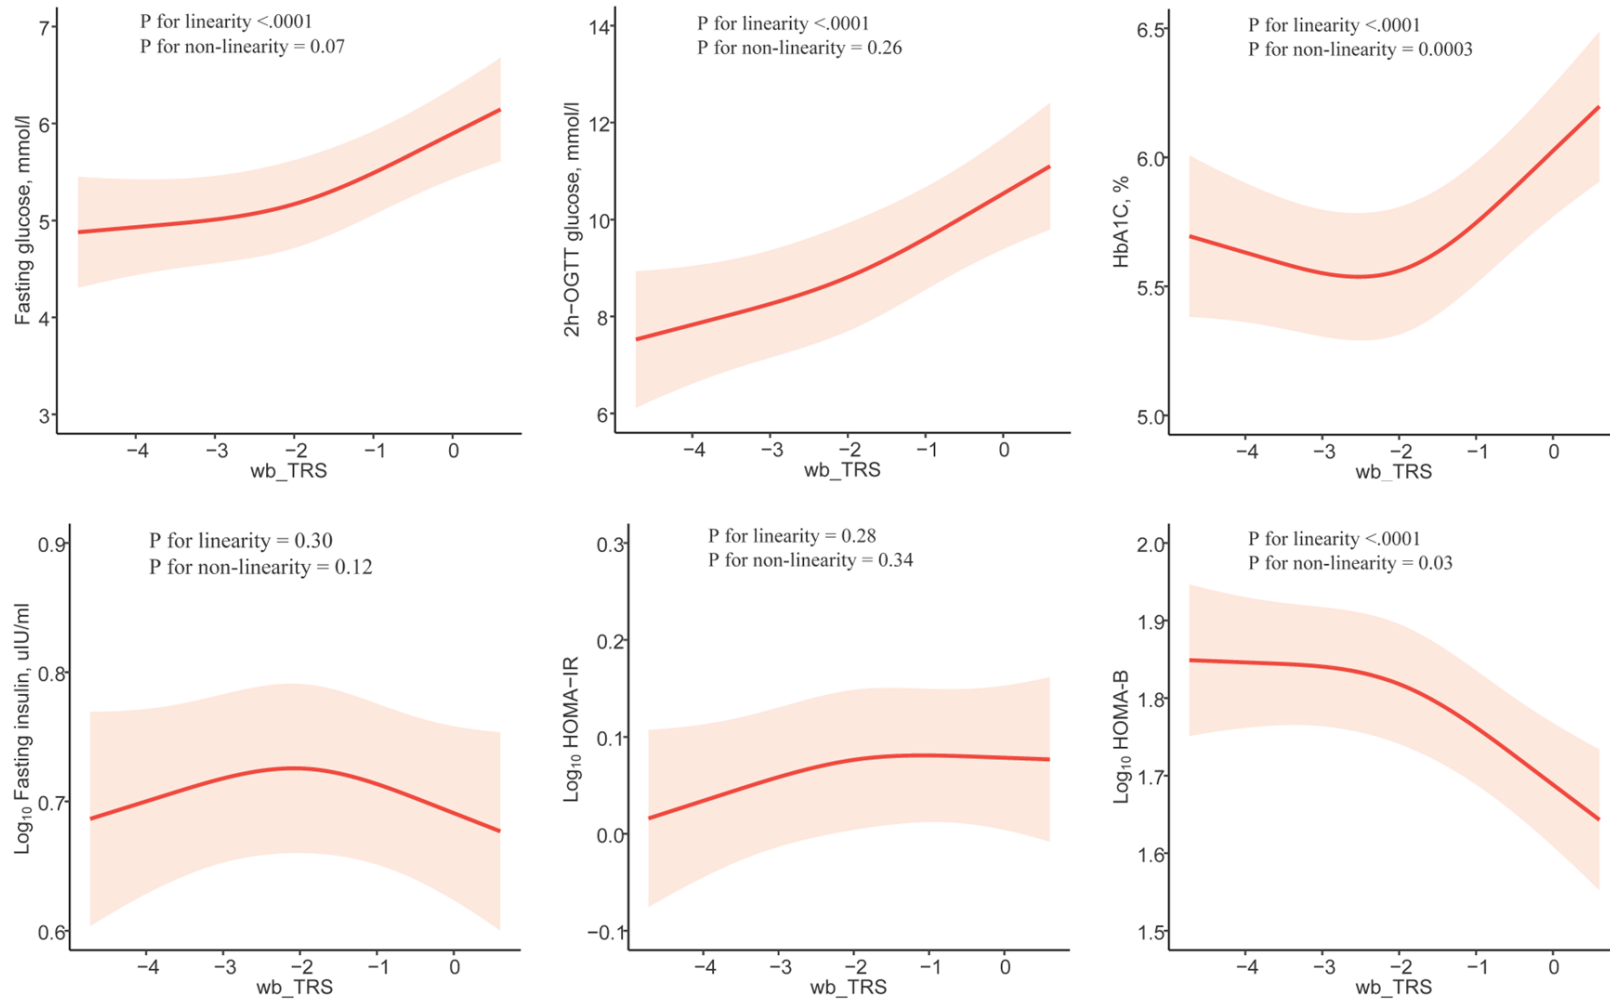 P for linearity <.0001
P for non-linearity = 0.07
Fasting glucose, mmol/l
7
6
5
4
3
−4 −3 −2 −1 0
wb_TRS
P for linearity <.0001
P for non-linearity = 0.26
2h−OGTT glucose, mmol/l
14
12
10
8
6
−4 −3 −2 −1 0
wb_TRS
P for linearity <.0001
P for non-linearity = 0.0003
HbA1C, %
6.5
6.0
5.5
5.0
−4 −3 −2 −1 0
wb_TRS
P for linearity = 0.30
P for non-linearity = 0.12
Log₁₀ Fasting insulin, uIU/ml
0.9
0.8
0.7
0.6
−4 −3 −2 −1 0
wb_TRS
P for linearity = 0.28
P for non-linearity = 0.34
Log₁₀ HOMA−IR
0.3
0.2
0.1
0.0
−0.1
−4 −3 −2 −1 0
wb_TRS
P for linearity <.0001
P for non-linearity = 0.03
Log₁₀ HOMA-B
2.0
1.9
1.8
1.7
1.6
1.5
−4 −3 −2 −1 0
wb_TRS